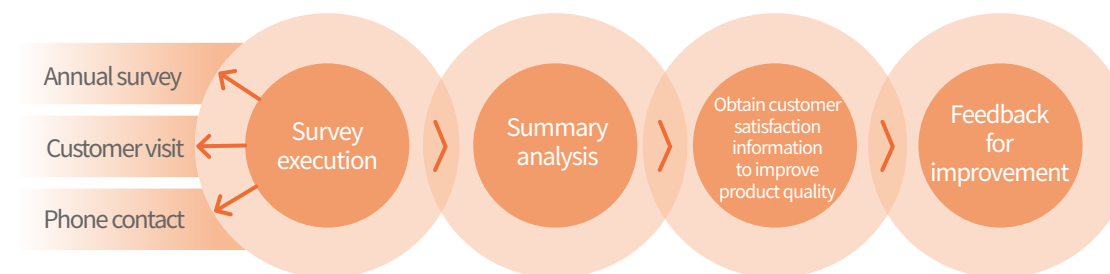 Annual survey
Customer visit
Phone contact
Survey
execution
Summary
analysis
Obtain customer
satisfaction
information
to improve
product quality
Feedback
for
improvement